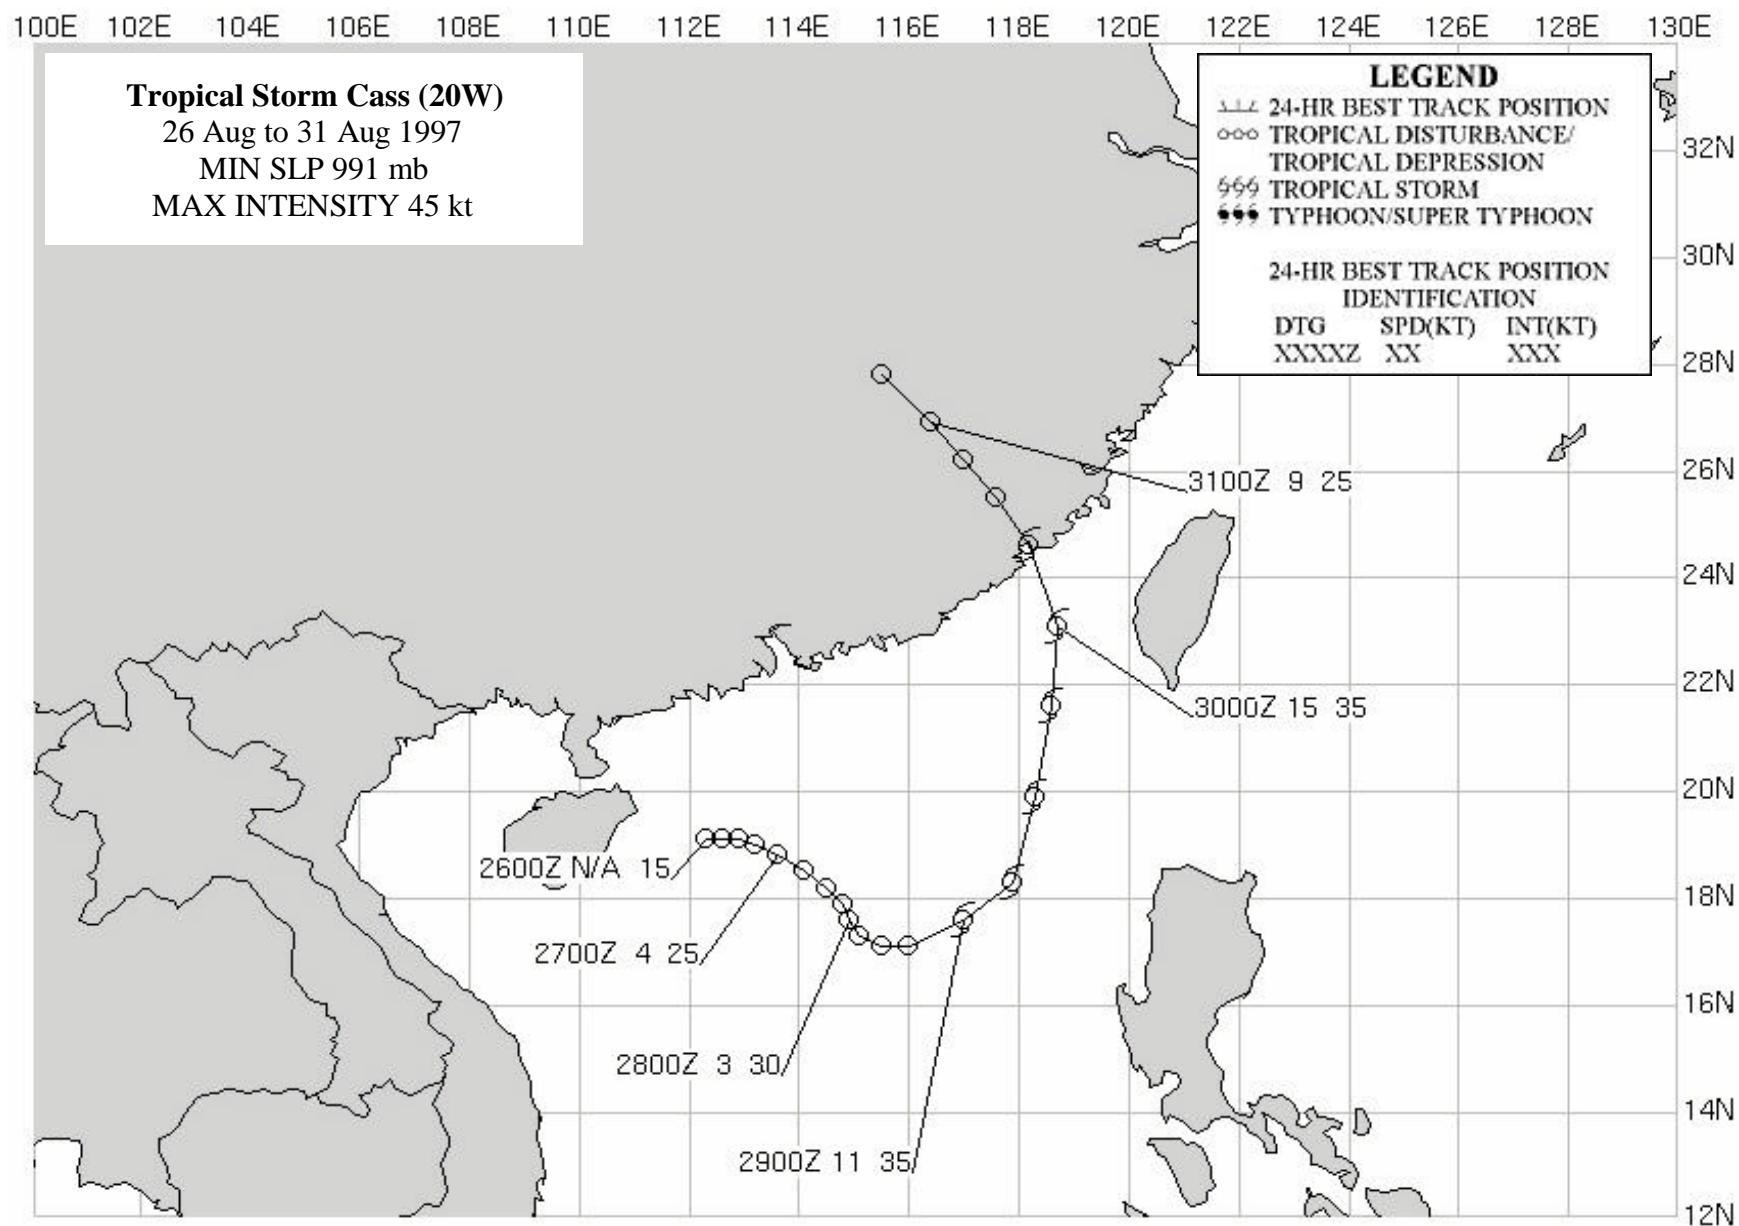 100E 102E 104E 106E 108E 110E 112E 114E 116E 118E 120E 122E 124E 126E 128E 130E
Tropical Storm Cass (20W)
26 Aug to 31 Aug 1997
MIN SLP 991 mb
MAX INTENSITY 45 kt
LEGEND
24-HR BEST TRACK POSITION
TROPICAL DISTURBANCE/
TROPICAL DEPRESSION
TROPICAL STORM
TYPHOON/SUPER TYPHOON
24-HR BEST TRACK POSITION
IDENTIFICATION
DTG SPD(KT) INT(KT)
XXXXZ XX XXX
32N
30N
28N
26N
3100Z 9 25
24N
22N
3000Z 15 35
20N
2600Z N/A 15
18N
2700Z 4 25
16N
2800Z 3 30
14N
2900Z 11 35
12N